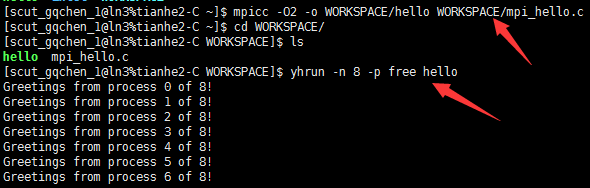 [scut_gqchen_1@ln3%tianhe2-C ~]$ mpicc -O2 -o WORKSPACE/hello WORKSPACE/mpi_hello.c
[scut_gqchen_1@ln3%tianhe2-C ~]$ cd WORKSPACE/
[scut_gqchen_1@ln3%tianhe2-C WORKSPACE]$ ls
hello mpi_hello.c
[scut_gqchen_1@ln3%tianhe2-C WORKSPACE]$ yhrun -n 8 -p free hello
Greetings from process 0 of 8!
Greetings from process 1 of 8!
Greetings from process 2 of 8!
Greetings from process 3 of 8!
Greetings from process 4 of 8!
Greetings from process 5 of 8!
Greetings from process 6 of 8!